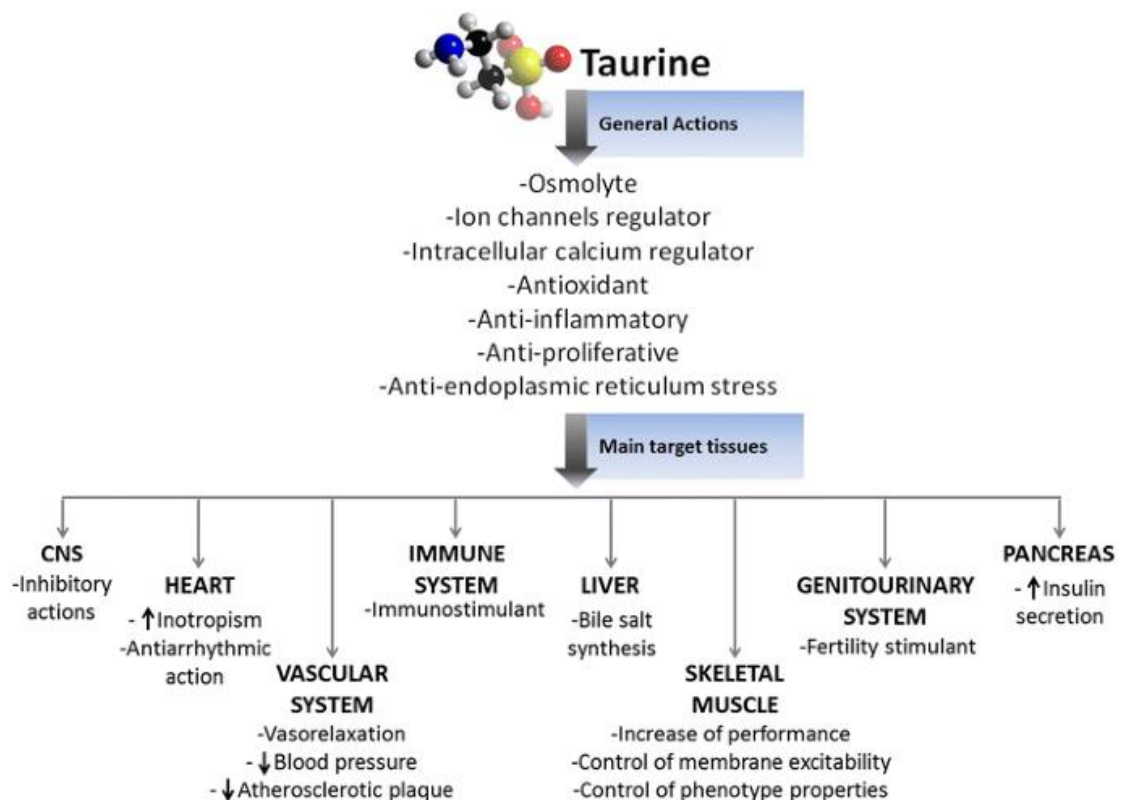 Taurine
General Actions
-Osmolyte
-Ion channels regulator
-Intracellular calcium regulator
-Antioxidant
-Anti-inflammatory
-Anti-proliferative
-Anti-endoplasmic reticulum stress
Main target tissues
CNS
-Inhibitory
actions
HEART
- ↑Inotropism
-Antiarrhythmic
action
VASCULAR
SYSTEM
-Vasorelaxation
- ↓Blood pressure
- ↓Atherosclerotic plaque
IMMUNE
SYSTEM
-Immunostimulant
LIVER
-Bile salt
synthesis
SKELETAL
MUSCLE
-Increase of performance
-Control of membrane excitability
-Control of phenotype properties
GENITOURINARY
SYSTEM
-Fertility stimulant
PANCREAS
- ↑Insulin
secretion